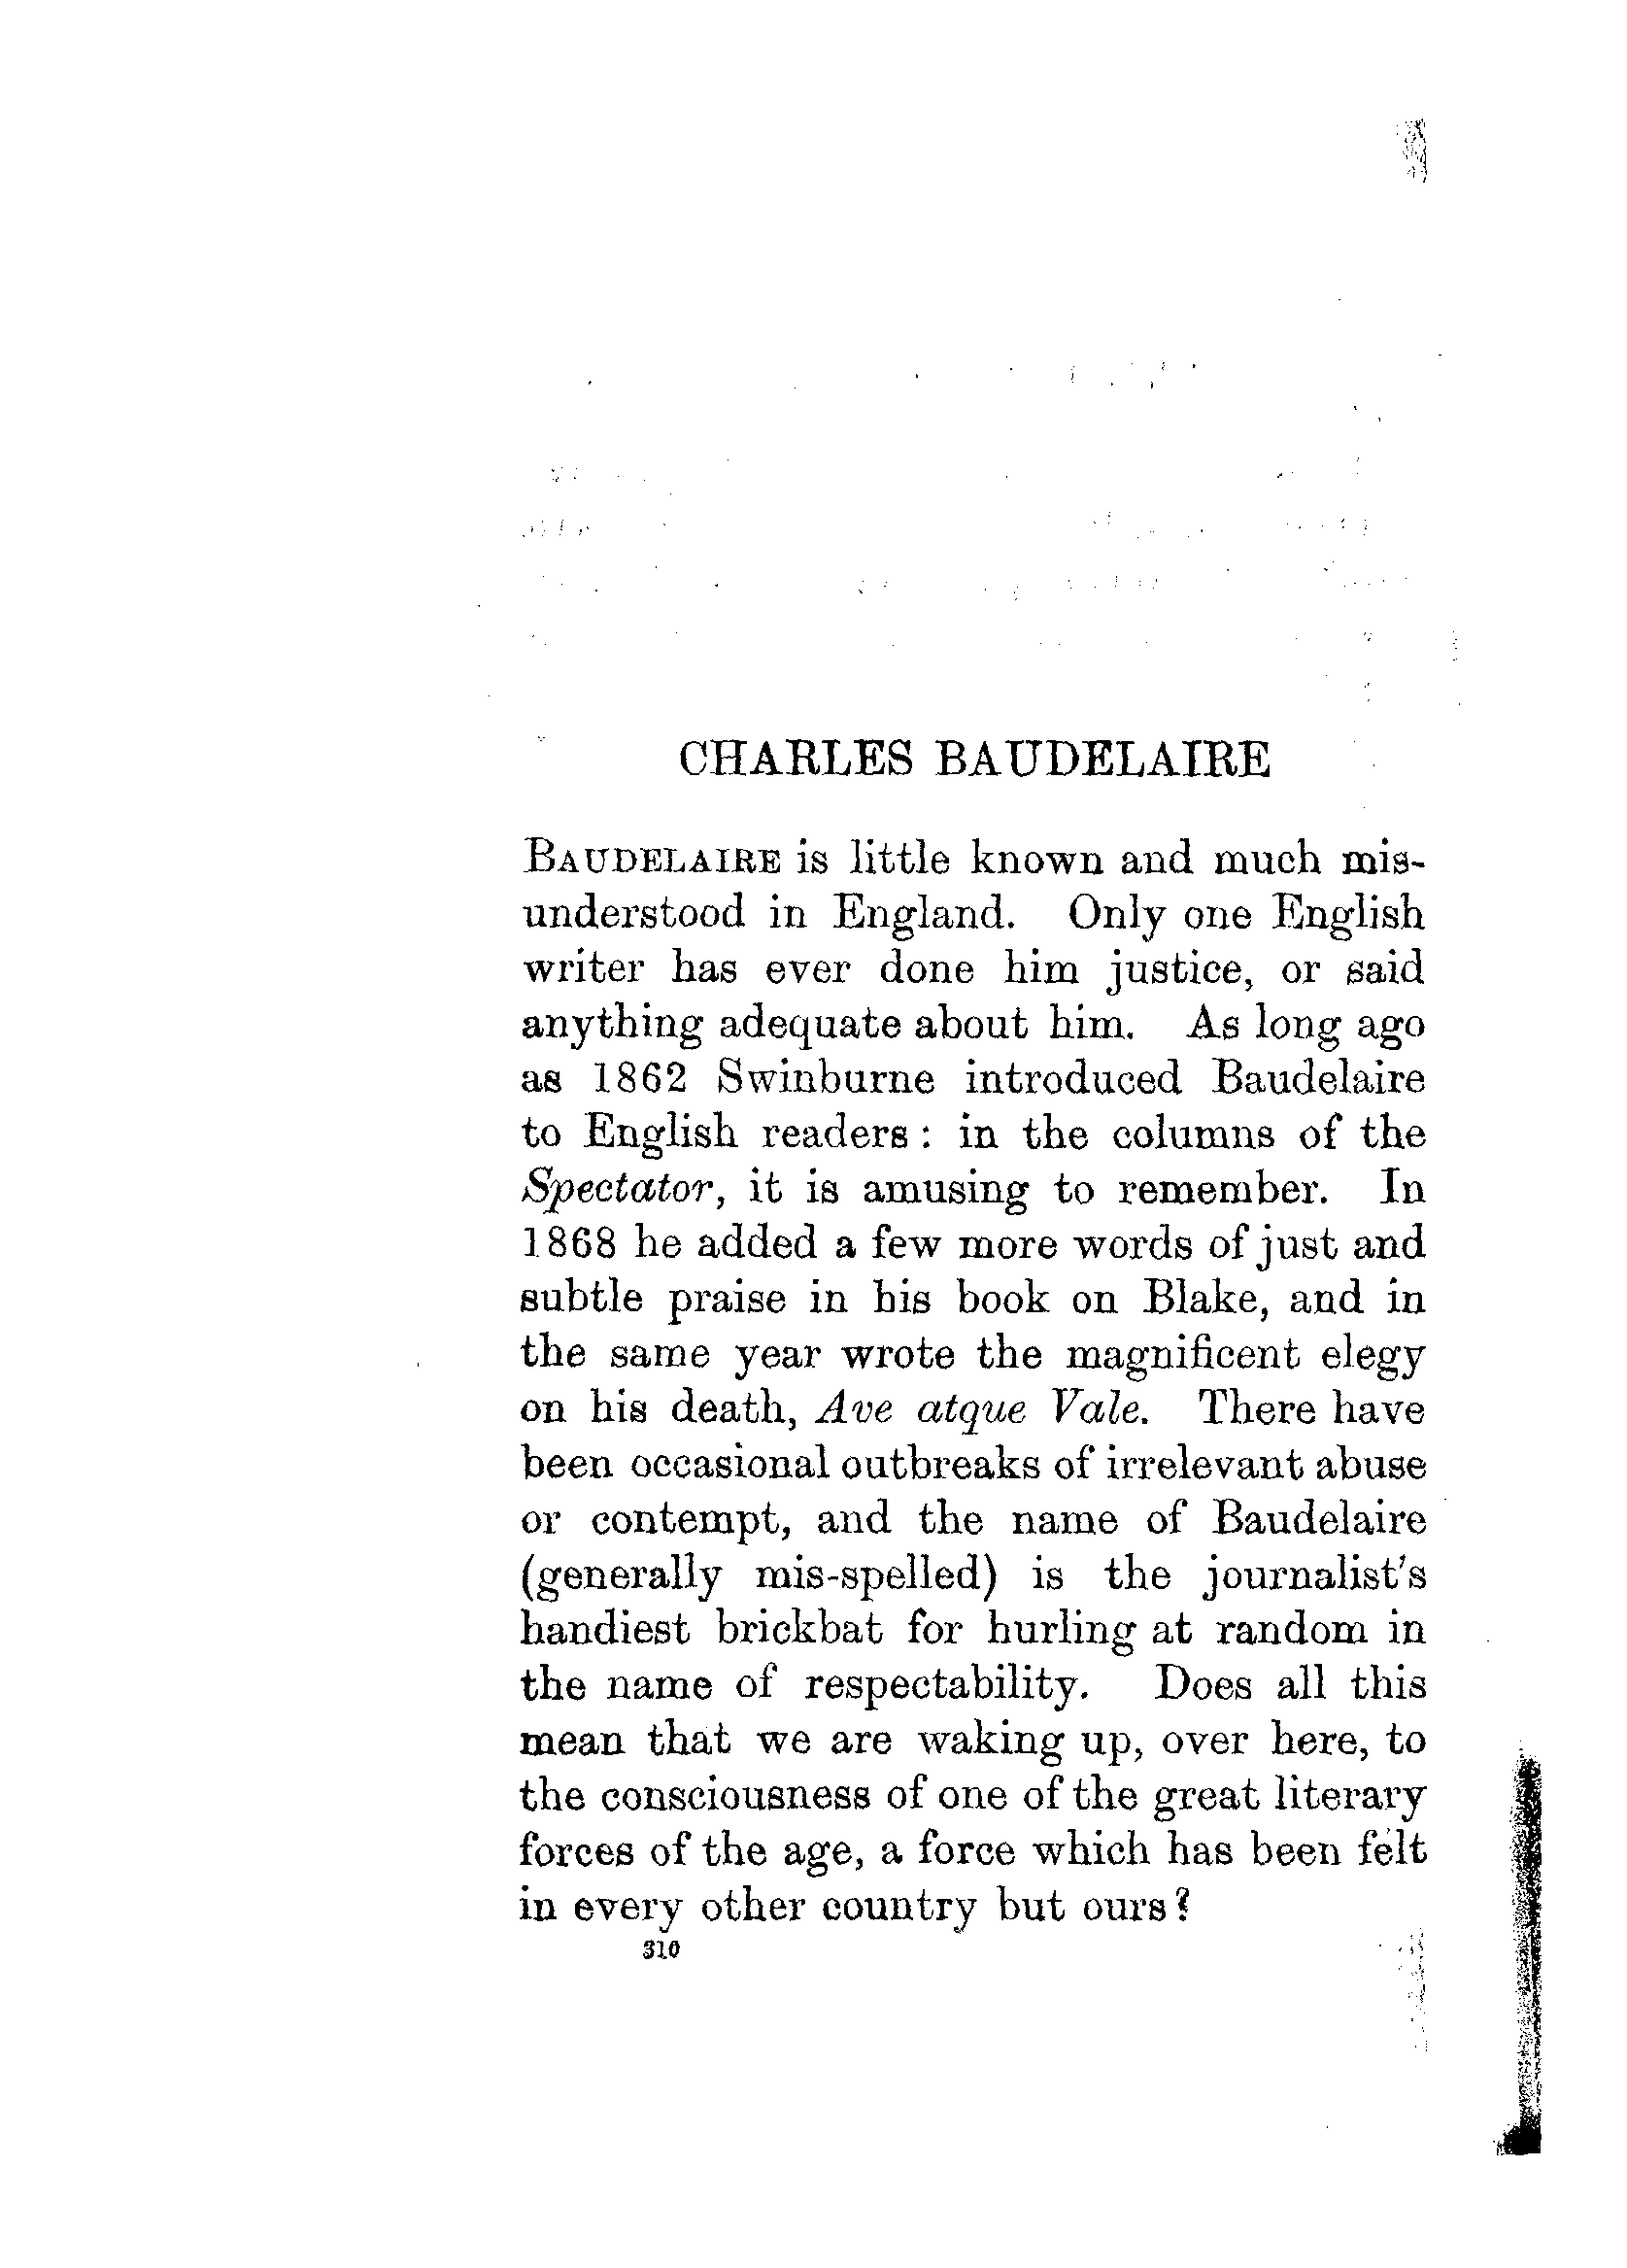 CHARLES BAUDELAIRE
BAUDELAIRE is little known and much mis-
understood in England. Only one English
writer has ever done him justice, or said
anything adequate about him. As long ago
as 1862 Swinburne introduced Baudelaire
to English readers: in the columns of the
Spectator, it is amusing to remember. In
1868 he added a few more words of just and
subtle praise in his book on Blake, and in
the same year wrote the magnificent elegy
on his death, Ave atque Vale. There have
been occasional outbreaks of irrelevant abuse
or contempt, and the name of Baudelaire
(generally mis-spelled) is the journalist's
handiest brickbat for hurling at random in
the name of respectability. Does all this
mean that we are waking up, over here, to
the consciousness of one of the great literary
forces of the age, a force which has been felt
in every other country but ours?
310